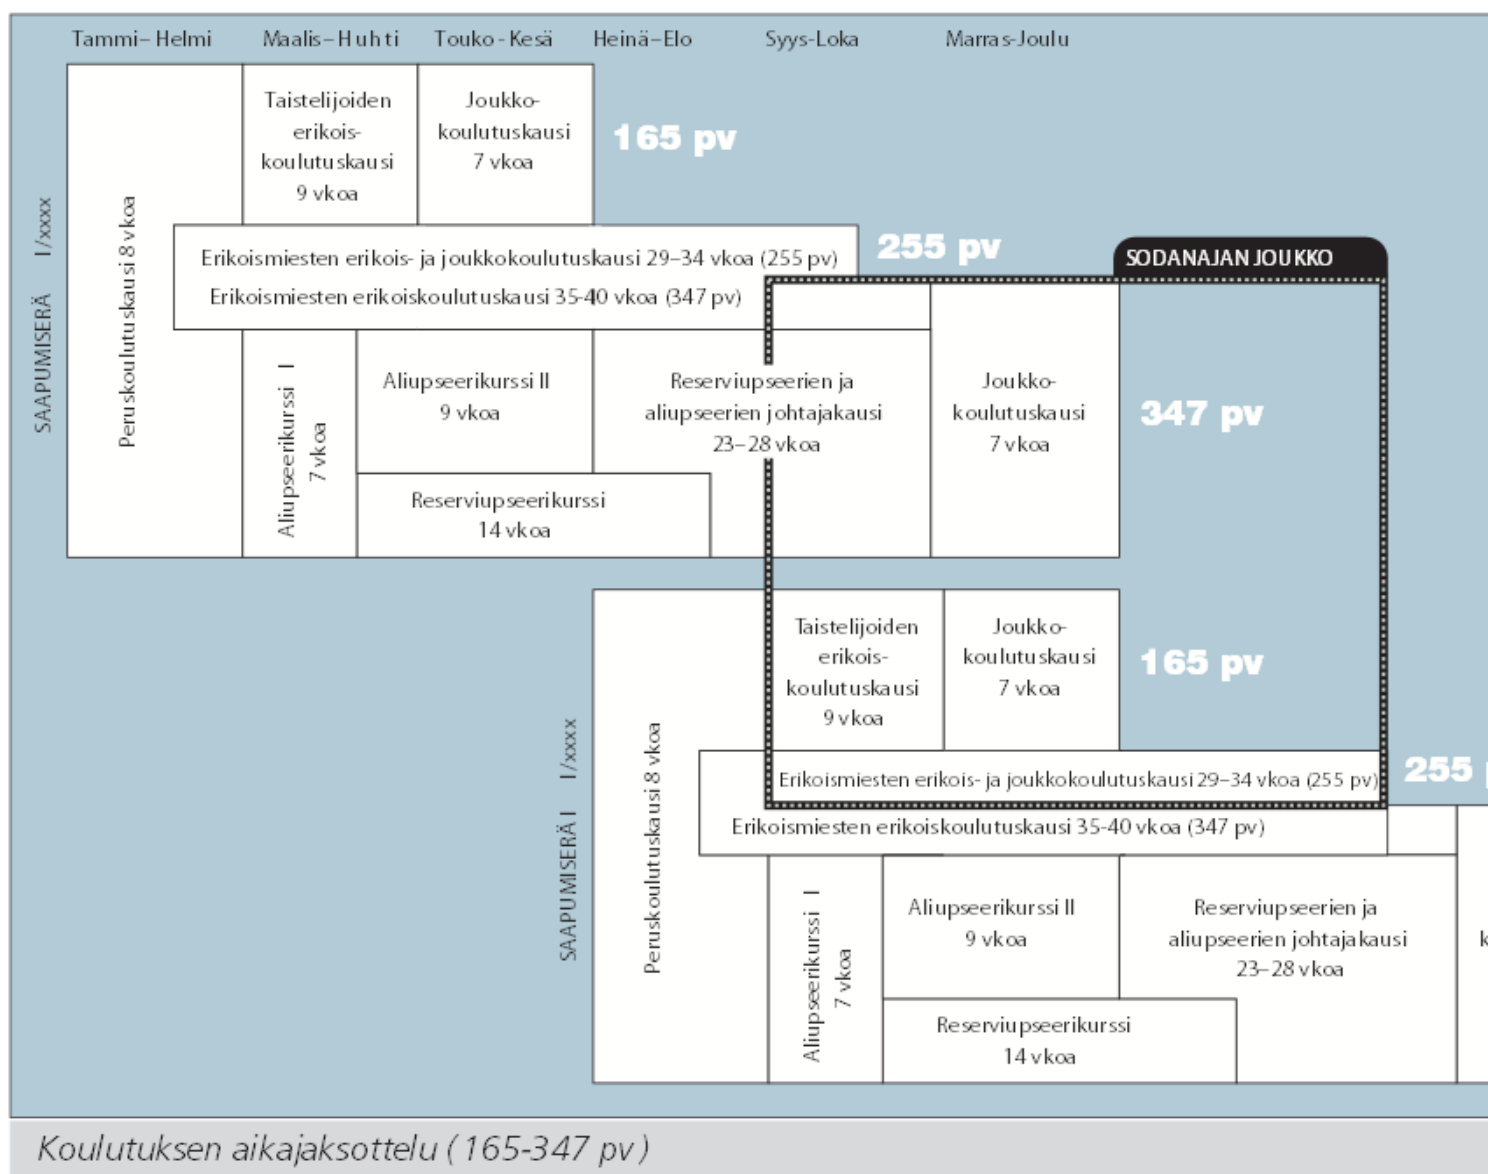 Tammi–Helmi Maalis–Huhti Touko-Kesä Heinä–Elo Syys-Loka Marras-Joulu
SAAPUMISERÄ I/xxxx
Peruskoulutuskausi 8 vkoa
Taistelijoiden
erikois-
koulutuskausi
9 vkoa
Joukko-
koulutuskausi
7 vkoa
165 pv
Erikoismiesten erikois- ja joukkokoulutuskausi 29–34 vkoa (255 pv)
255 pv
Erikoismiesten erikoiskoulutuskausi 35-40 vkoa (347 pv)
SODANAJAN JOUKKO
Aliupseerikurssi I
7 vkoa
Aliupseerikurssi II
9 vkoa
Reserviupseerikurssi
14 vkoa
Reserviupseerien ja
aliupseerien johtajakausi
23–28 vkoa
Joukko-
koulutuskausi
7 vkoa
347 pv
SAAPUMISERÄ I I/xxxx
Peruskoulutuskausi 8 vkoa
Taistelijoiden
erikois-
koulutuskausi
9 vkoa
Joukko-
koulutuskausi
7 vkoa
165 pv
Erikoismiesten erikois- ja joukkokoulutuskausi 29–34 vkoa (255 pv)
255
Erikoismiesten erikoiskoulutuskausi 35-40 vkoa (347 pv)
Aliupseerikurssi I
7 vkoa
Aliupseerikurssi II
9 vkoa
Reserviupseerikurssi
14 vkoa
Reserviupseerien ja
aliupseerien johtajakausi
23–28 vkoa
Koulutuksen aikajaksottelu (165-347 pv)